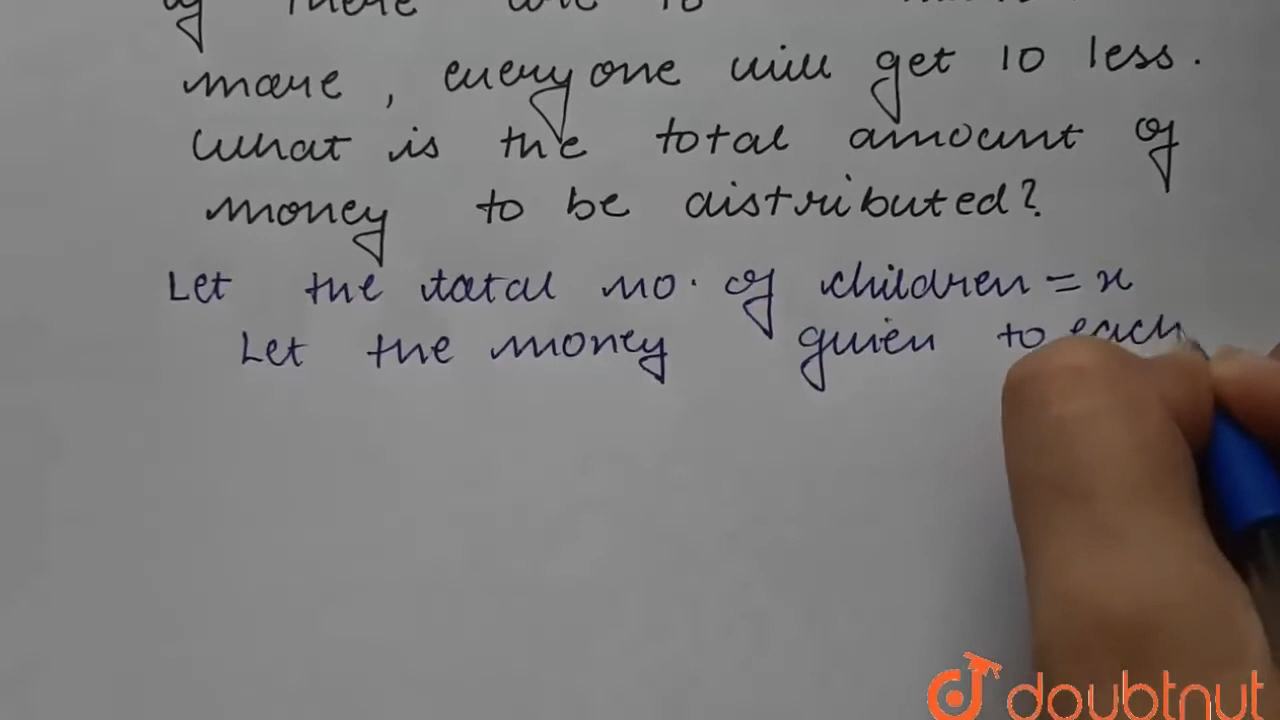 more, everyone will get 10 less.
What is the total amount of
money to be distributed?
Let the total no. of children = x
Let the money given to each
doubtnut